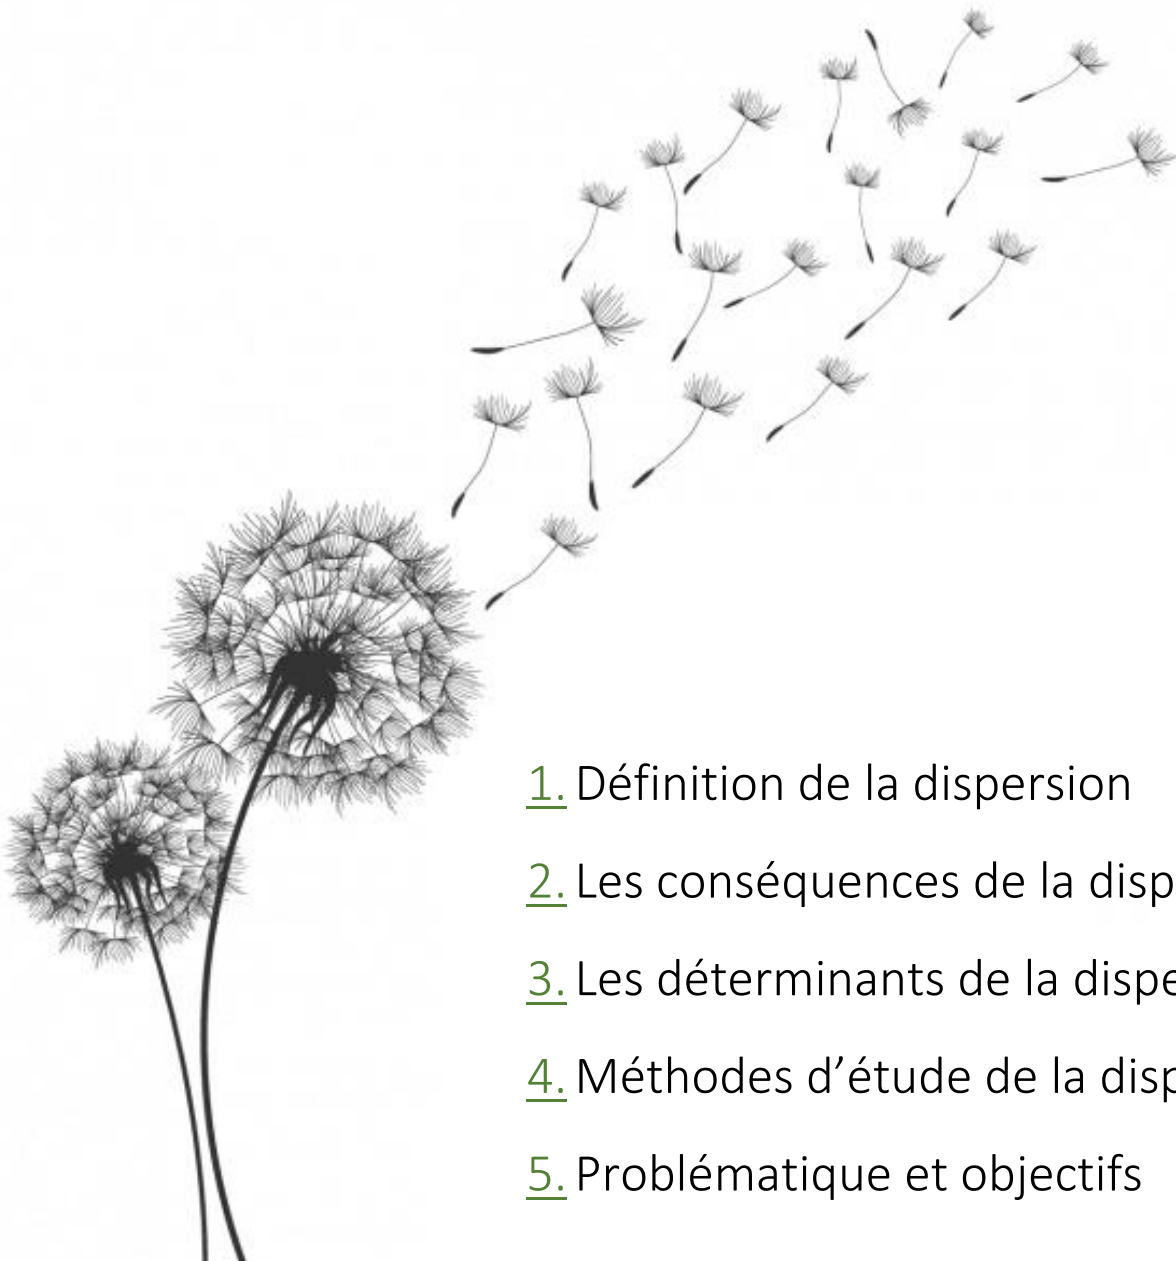 1. Définition de la dispersion
2. Les conséquences de la disp
3. Les déterminants de la dispe
4. Méthodes d’étude de la disp
5. Problématique et objectifs